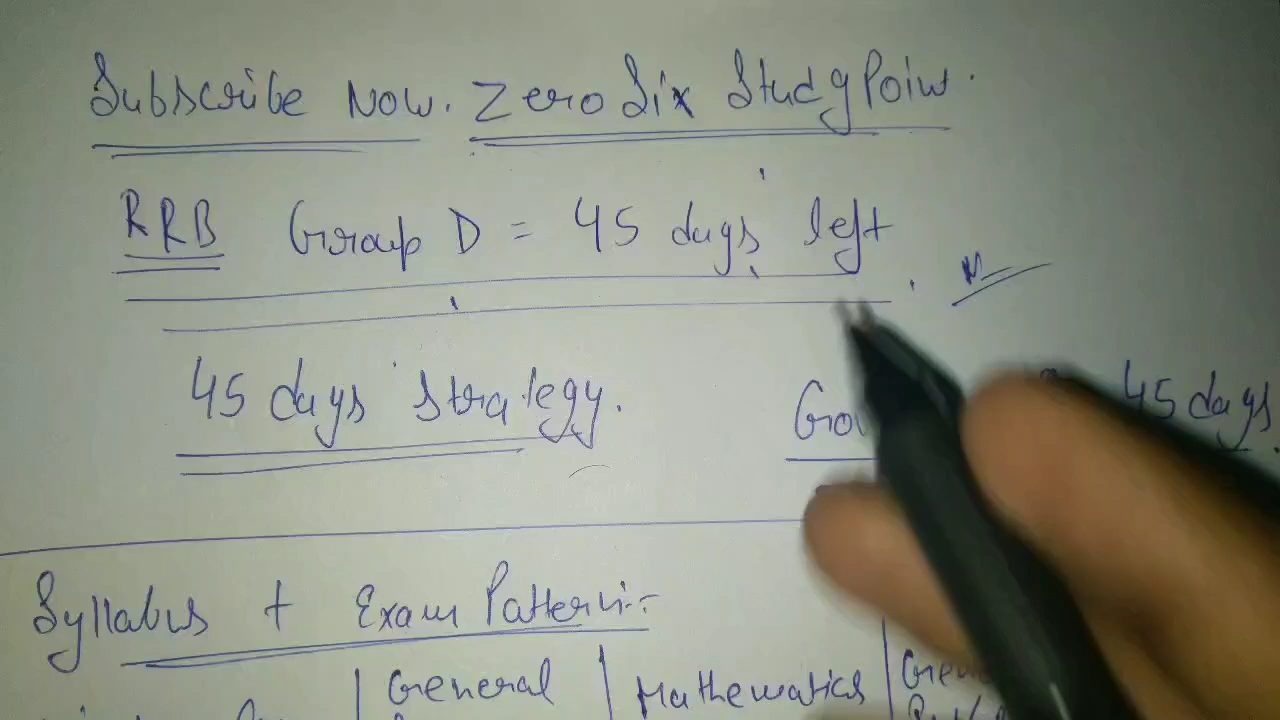 Subscribe Now. Zero Six Study Poin.
RRB Group D = 45 days left
45 days Strategy.
45 days.
Syllabus + Exam Pattern:-
General
Mathematics